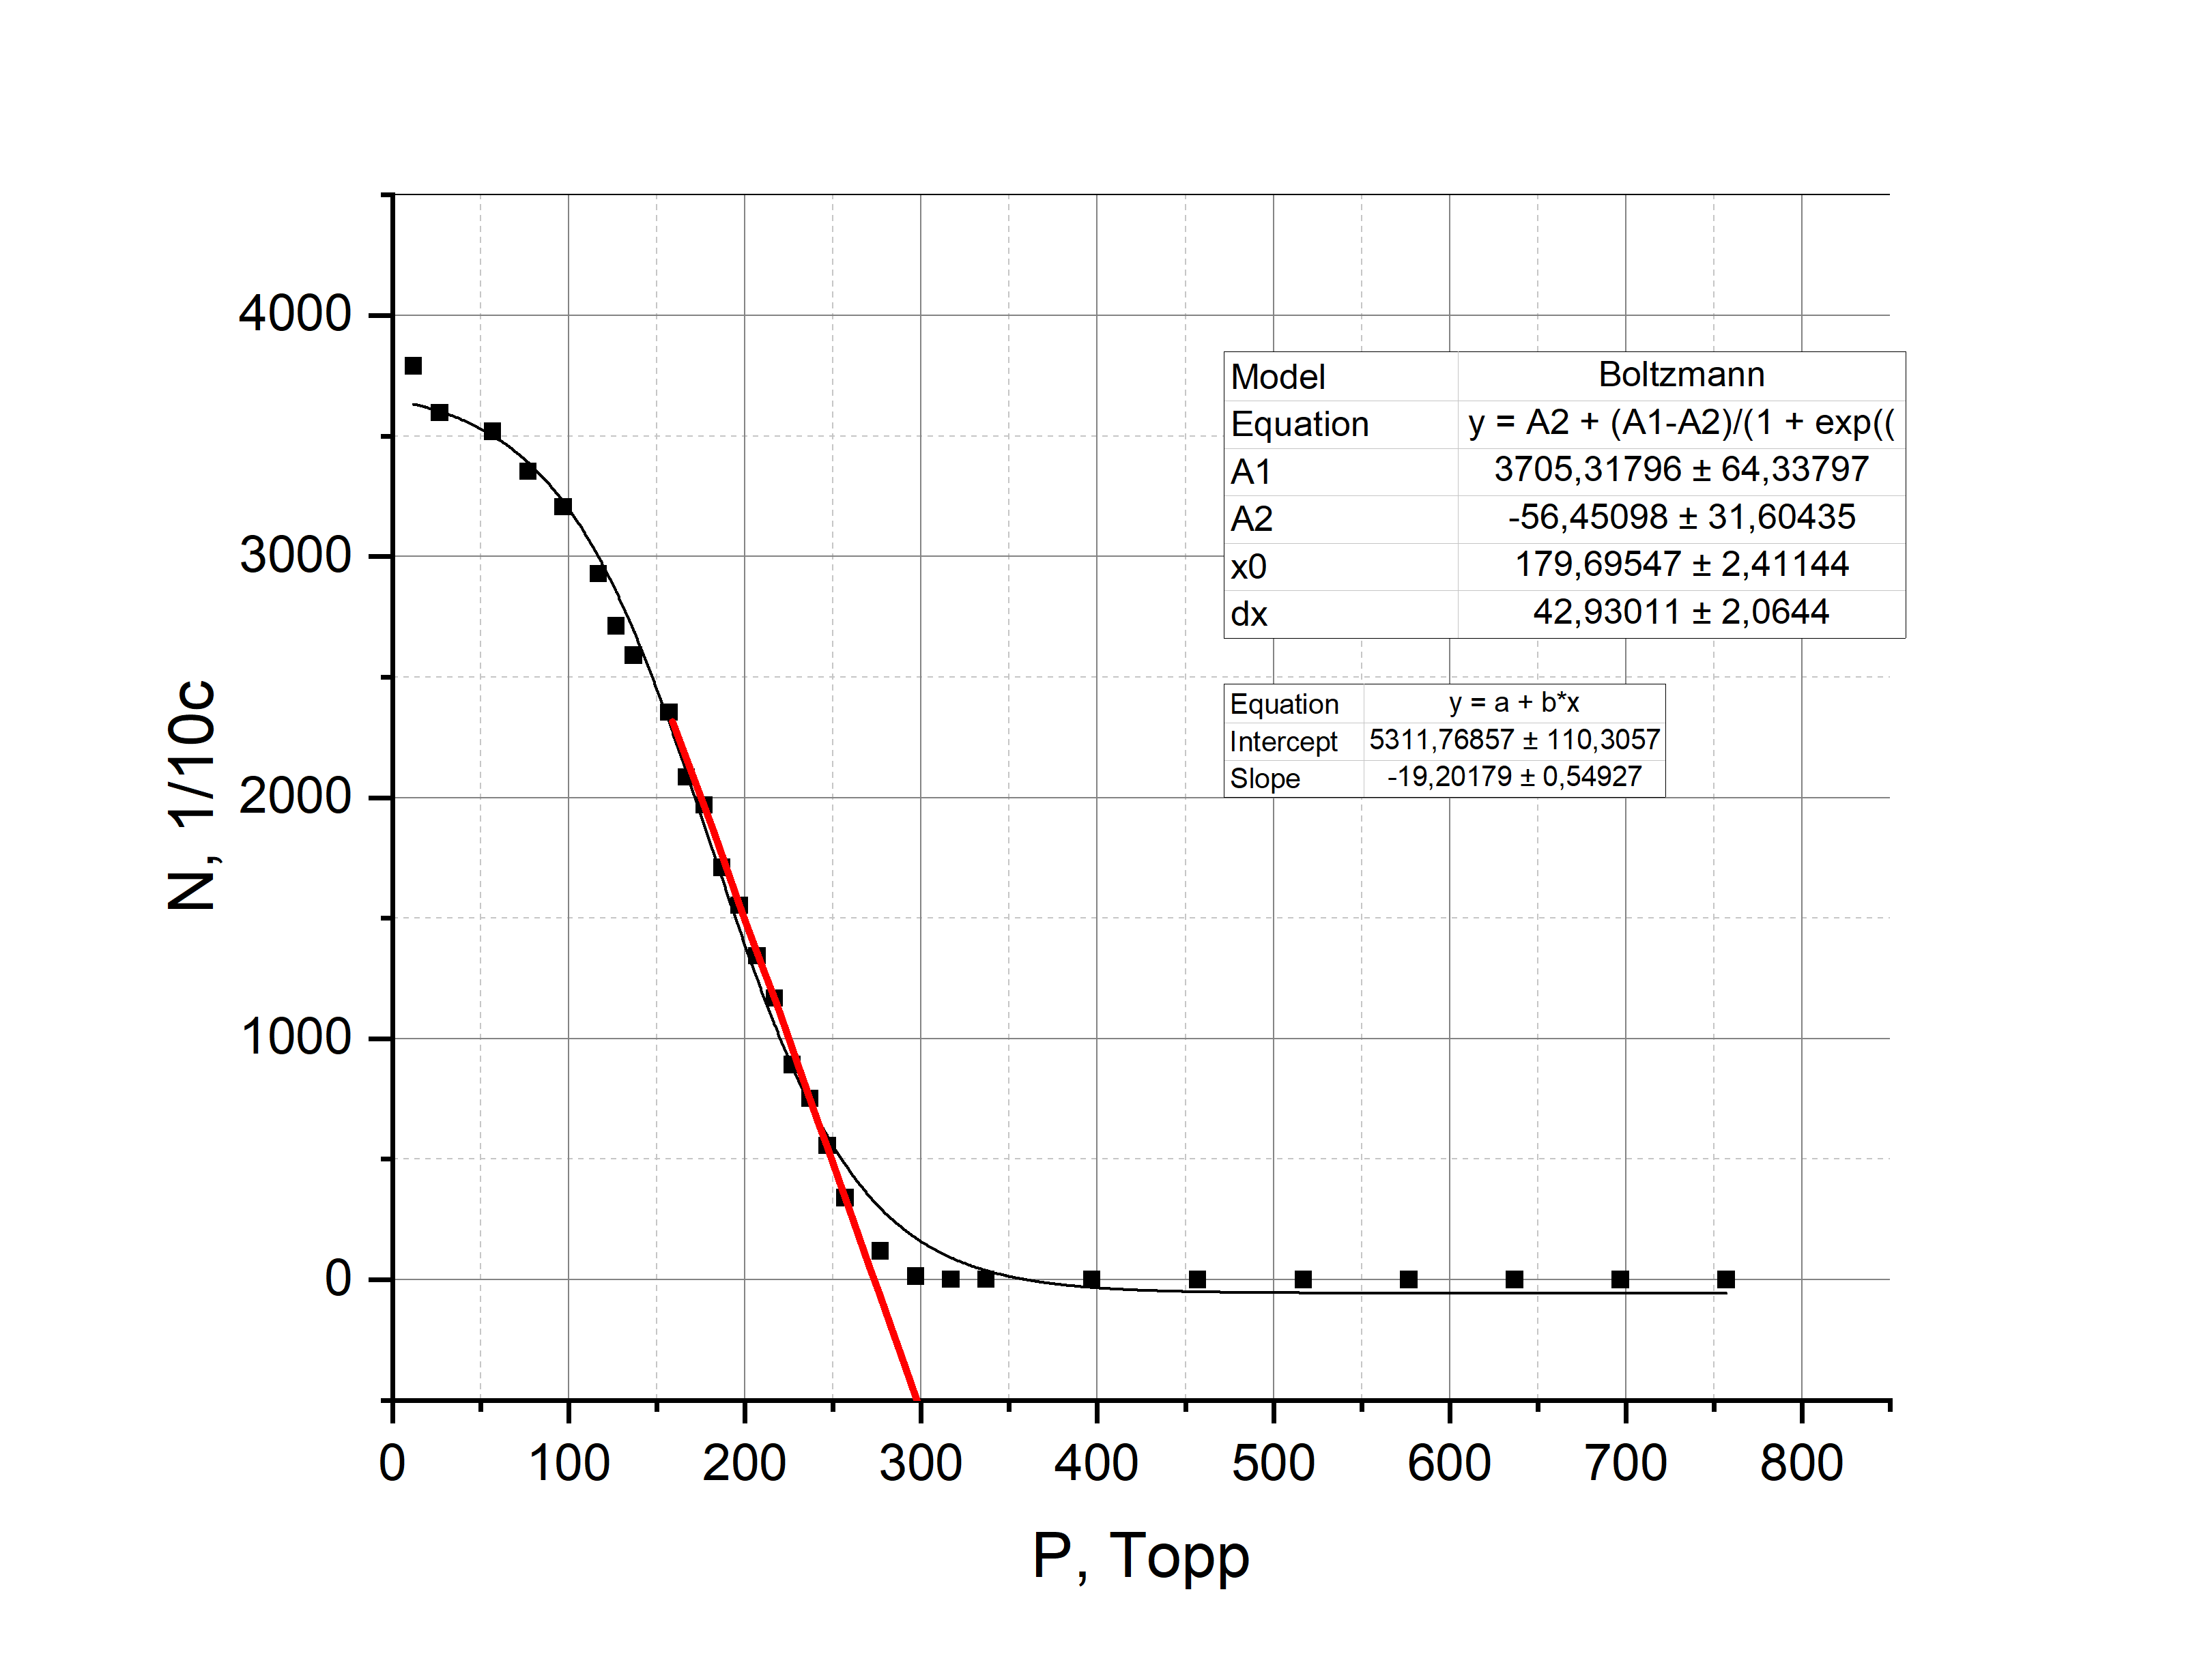 4000
3000
2000
1000
0
N, 1/10c
0 100 200 300 400 500 600 700 800
P, Торр
Model Boltzmann
Equation y = A2 + (A1-A2)/(1 + exp((
A1 3705,31796 ± 64,33797
A2 -56,45098 ± 31,60435
x0 179,69547 ± 2,41144
dx 42,93011 ± 2,0644
Equation y = a + b*x
Intercept 5311,76857 ± 110,3057
Slope -19,20179 ± 0,54927